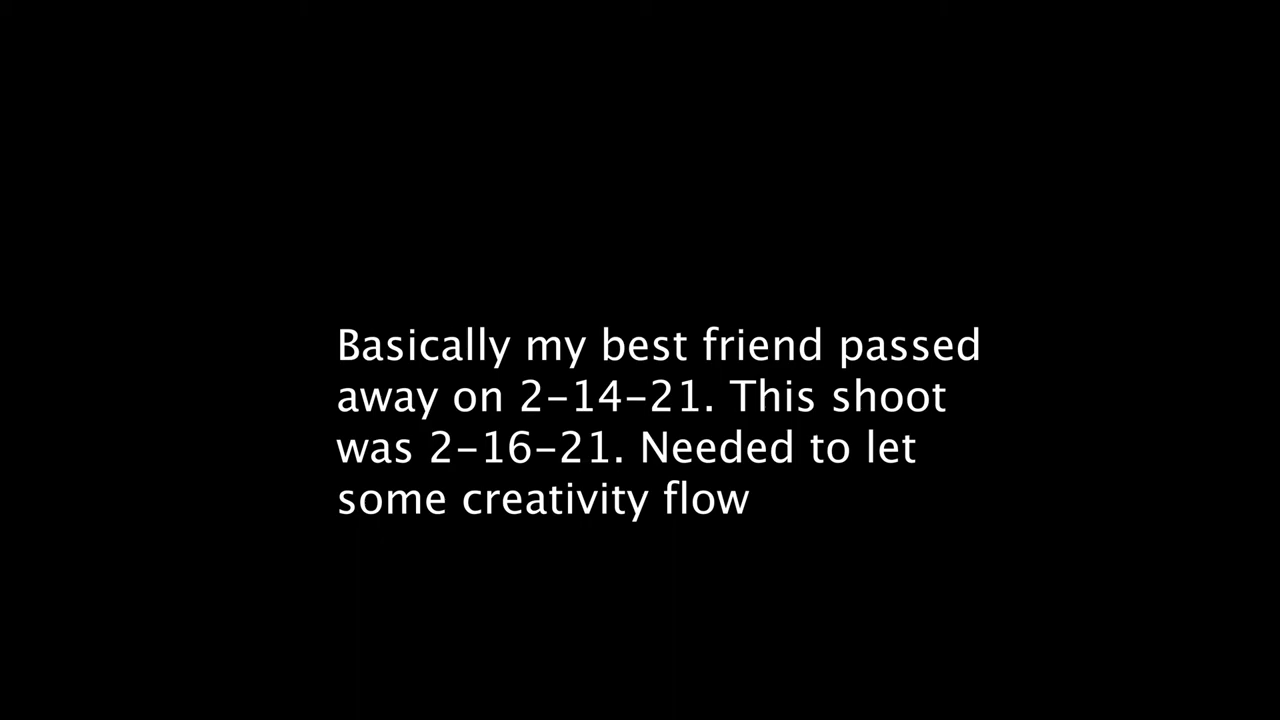 Basically my best friend passed
away on 2-14-21. This shoot
was 2-16-21. Needed to let
some creativity flow